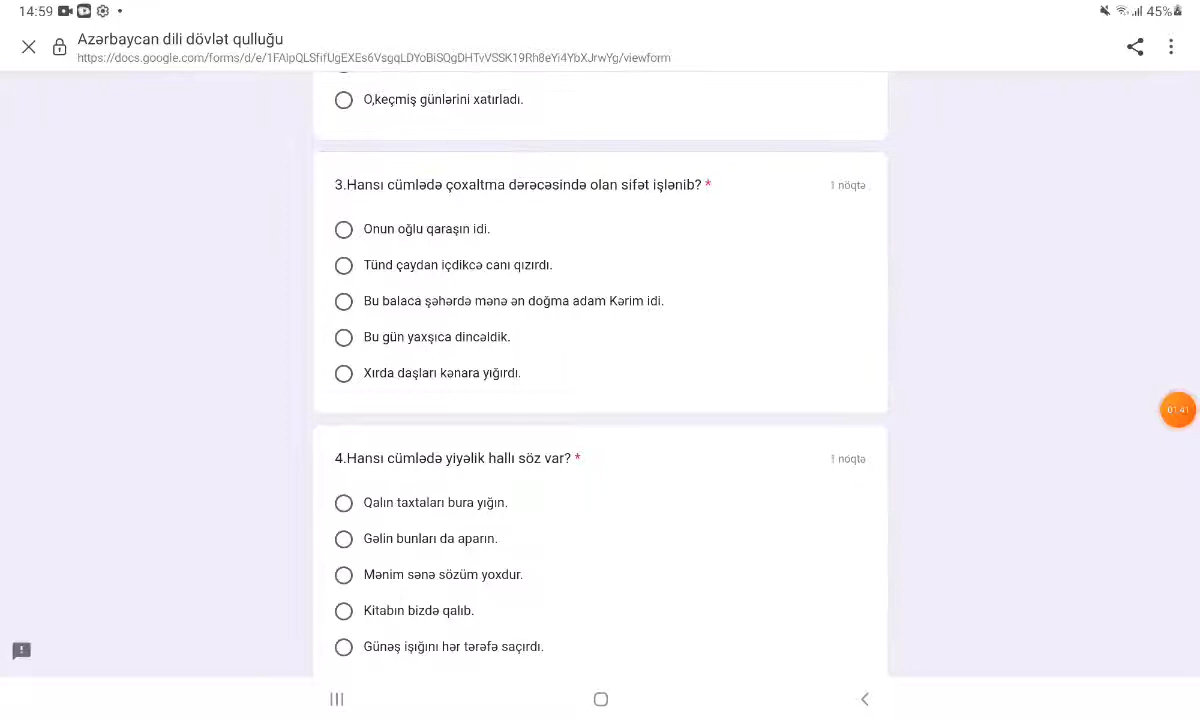 14:59
45%
Azərbaycan dili dövlət qulluğu
https://docs.google.com/forms/d/e/1FAIpQLSfifUgEXEs6VsgqLDYoBiSQgDHTvVSSK19Rh8eYi4YbXJrwYg/viewform
O,keçmiş günlərini xatırladı.
3.Hansı cümlədə çoxaltma dərəcəsində olan sifət işlənib? *
1 nöqtə
Onun oğlu qaraşın idi.
Tünd çaydan içdikcə canı qızırdı.
Bu balaca şəhərdə mənə ən doğma adam Kərim idi.
Bu gün yaxşıca dincəldik.
Xırda daşları kənara yığırdı.
01:41
4.Hansı cümlədə yiyəlik hallı söz var? *
1 nöqtə
Qalın taxtaları bura yığın.
Gəlin bunları da aparın.
Mənim sənə sözüm yoxdur.
Kitabın bizdə qalıb.
Günəş işığını hər tərəfə saçırdı.